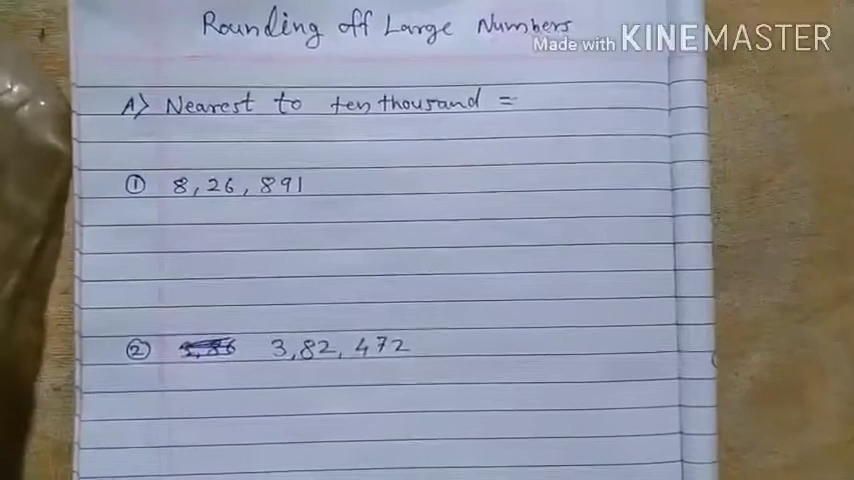 Rounding off Large Numbers
Made with KINEMASTER
A> Nearest to ten thousand =
① 8,26,891
② 3,82,472